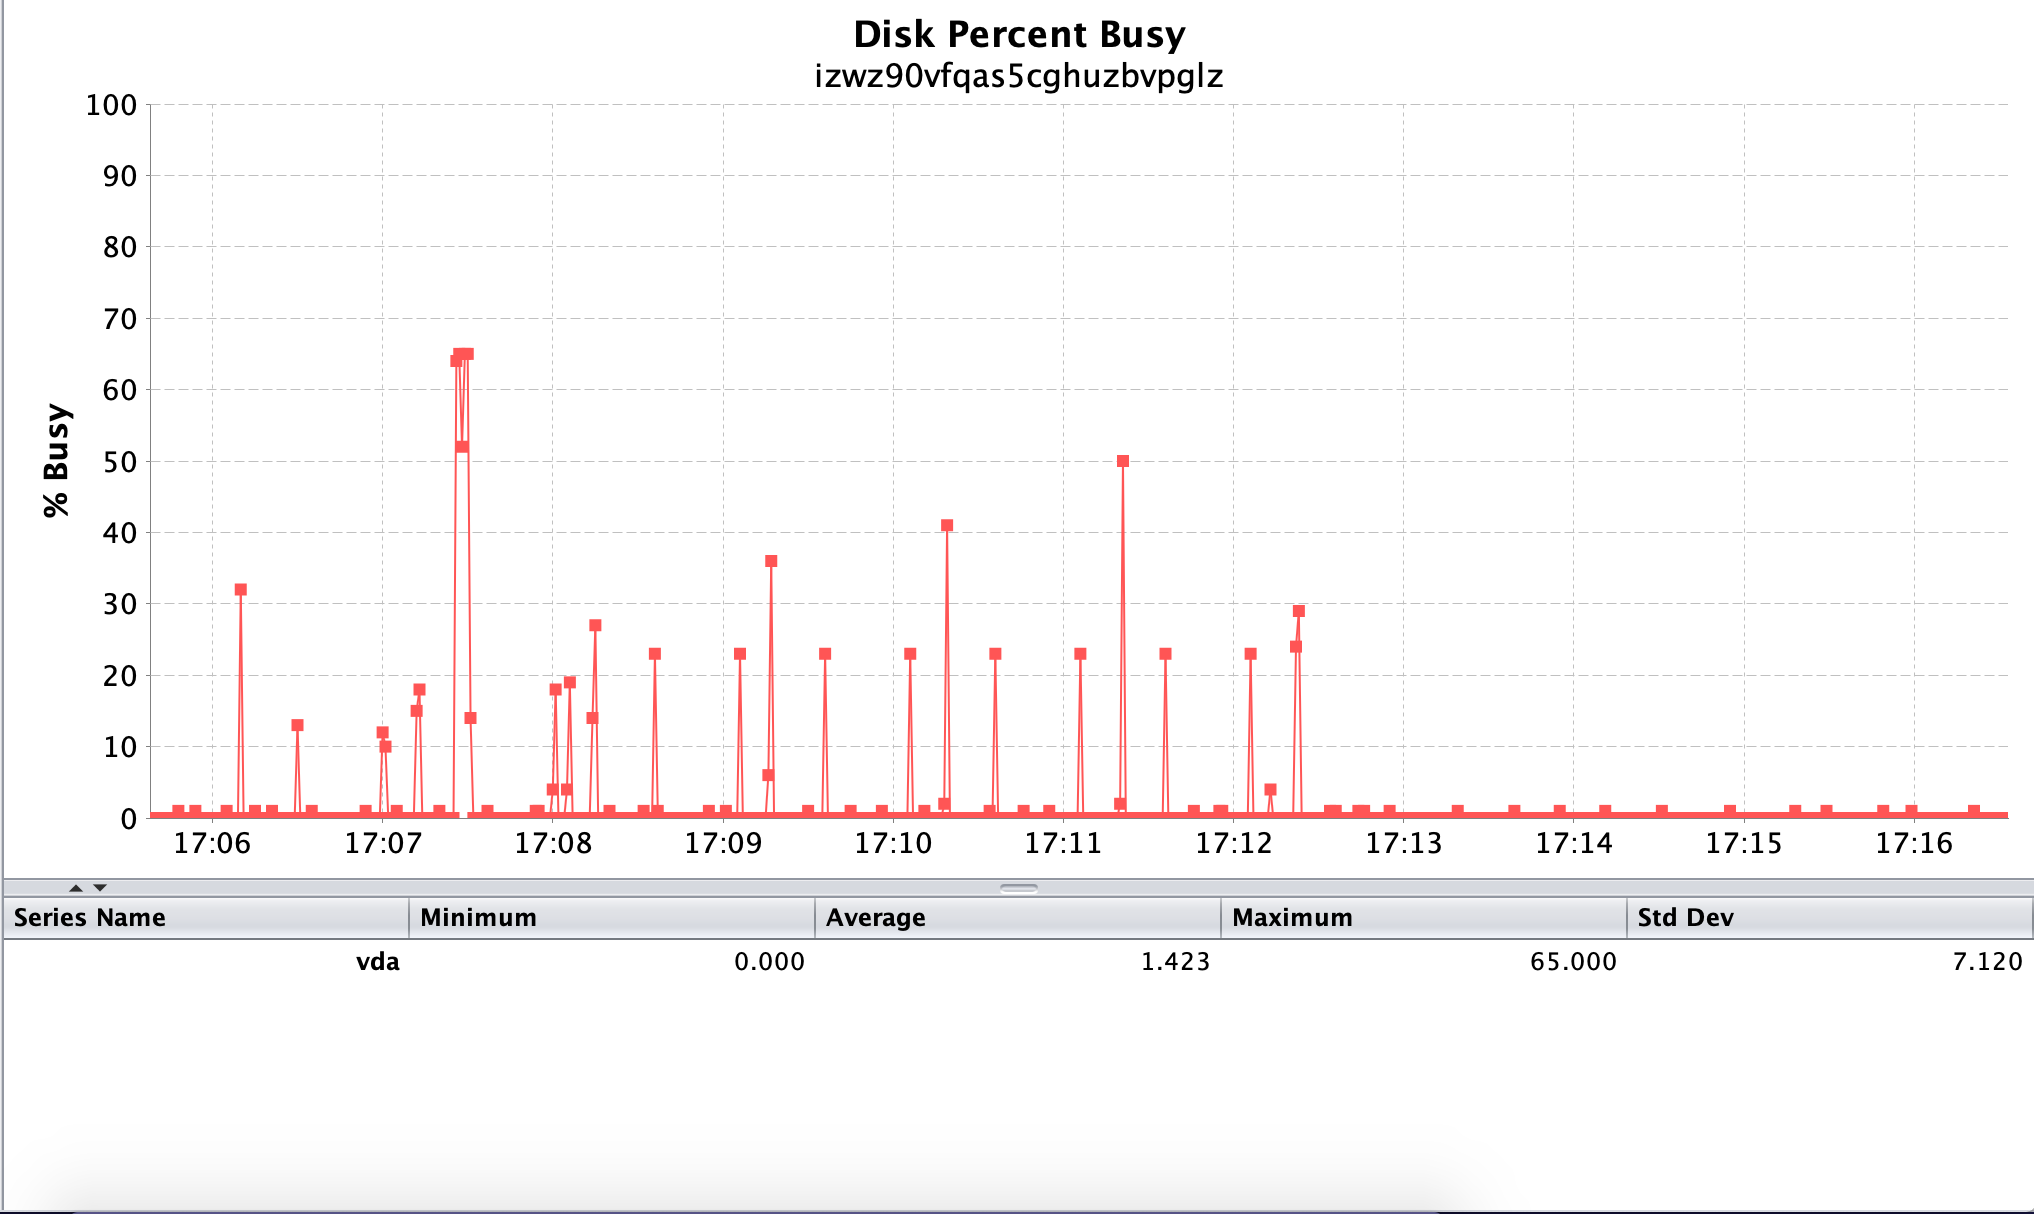 Disk Percent Busy
izwz90vfqas5cghuzbvpglz
100
90
80
70
60
50
40
30
20
10
0
% Busy
17:06 17:07 17:08 17:09 17:10 17:11 17:12 17:13 17:14 17:15 17:16
Series Name Minimum Average Maximum Std Dev
vda 0.000 1.423 65.000 7.120